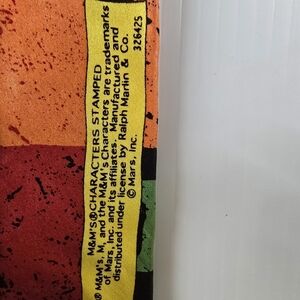 M&M'S® CHARACTERS STAMPED
® M&M's, M, and the M&M's Characters are trademarks
of Mars, Inc. and its affiliates. Manufactured and
distributed under license by Ralph Marlin & Co.
© Mars, Inc.
326425